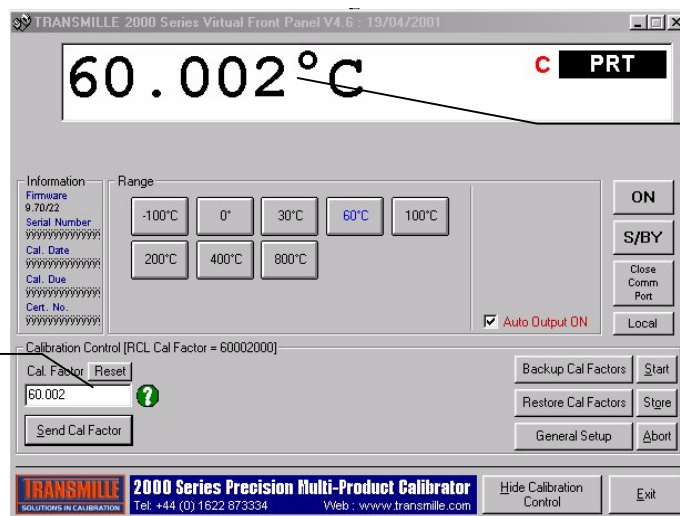 TRANSMILLE 2000 Series Virtual Front Panel V4.6 : 19/04/2001
60.002°C
C PRT
Information
Firmware
9.70/22
Serial Number
ÿÿÿÿÿÿÿÿÿÿÿÿÿ
Cal. Date
ÿÿÿÿÿÿÿÿÿÿÿÿÿ
Cal. Due
ÿÿÿÿÿÿÿÿÿÿÿÿÿ
Cert. No.
ÿÿÿÿÿÿÿÿÿÿÿÿÿ
Range
-100°C 0° 30°C 60°C 100°C
200°C 400°C 800°C
Auto Output ON
ON
S/BY
Close
Comm
Port
Local
Calibration Control [RCL Cal Factor = 60002000]
Cal. Factor Reset
60.002
?
Send Cal Factor
Backup Cal Factors Start
Restore Cal Factors Store
General Setup Abort
TRANSMILLE
SOLUTIONS IN CALIBRATION
2000 Series Precision Multi-Product Calibrator
Tel: +44 (0) 1622 873334 Web : www.transmille.com
Hide Calibration
Control
Exit